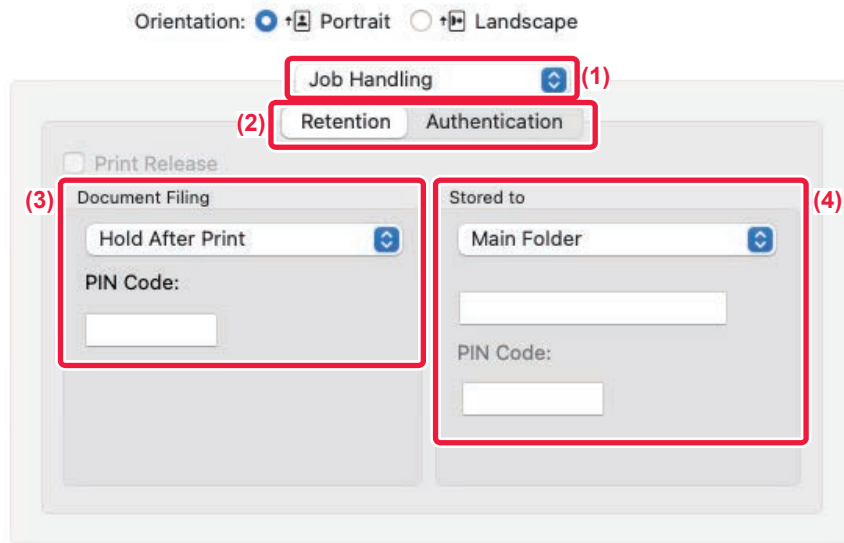 Orientation: Portrait Landscape
Job Handling (1)
(2) Retention Authentication
Print Release
(3) Document Filing Stored to (4)
Hold After Print Main Folder
PIN Code:
PIN Code: